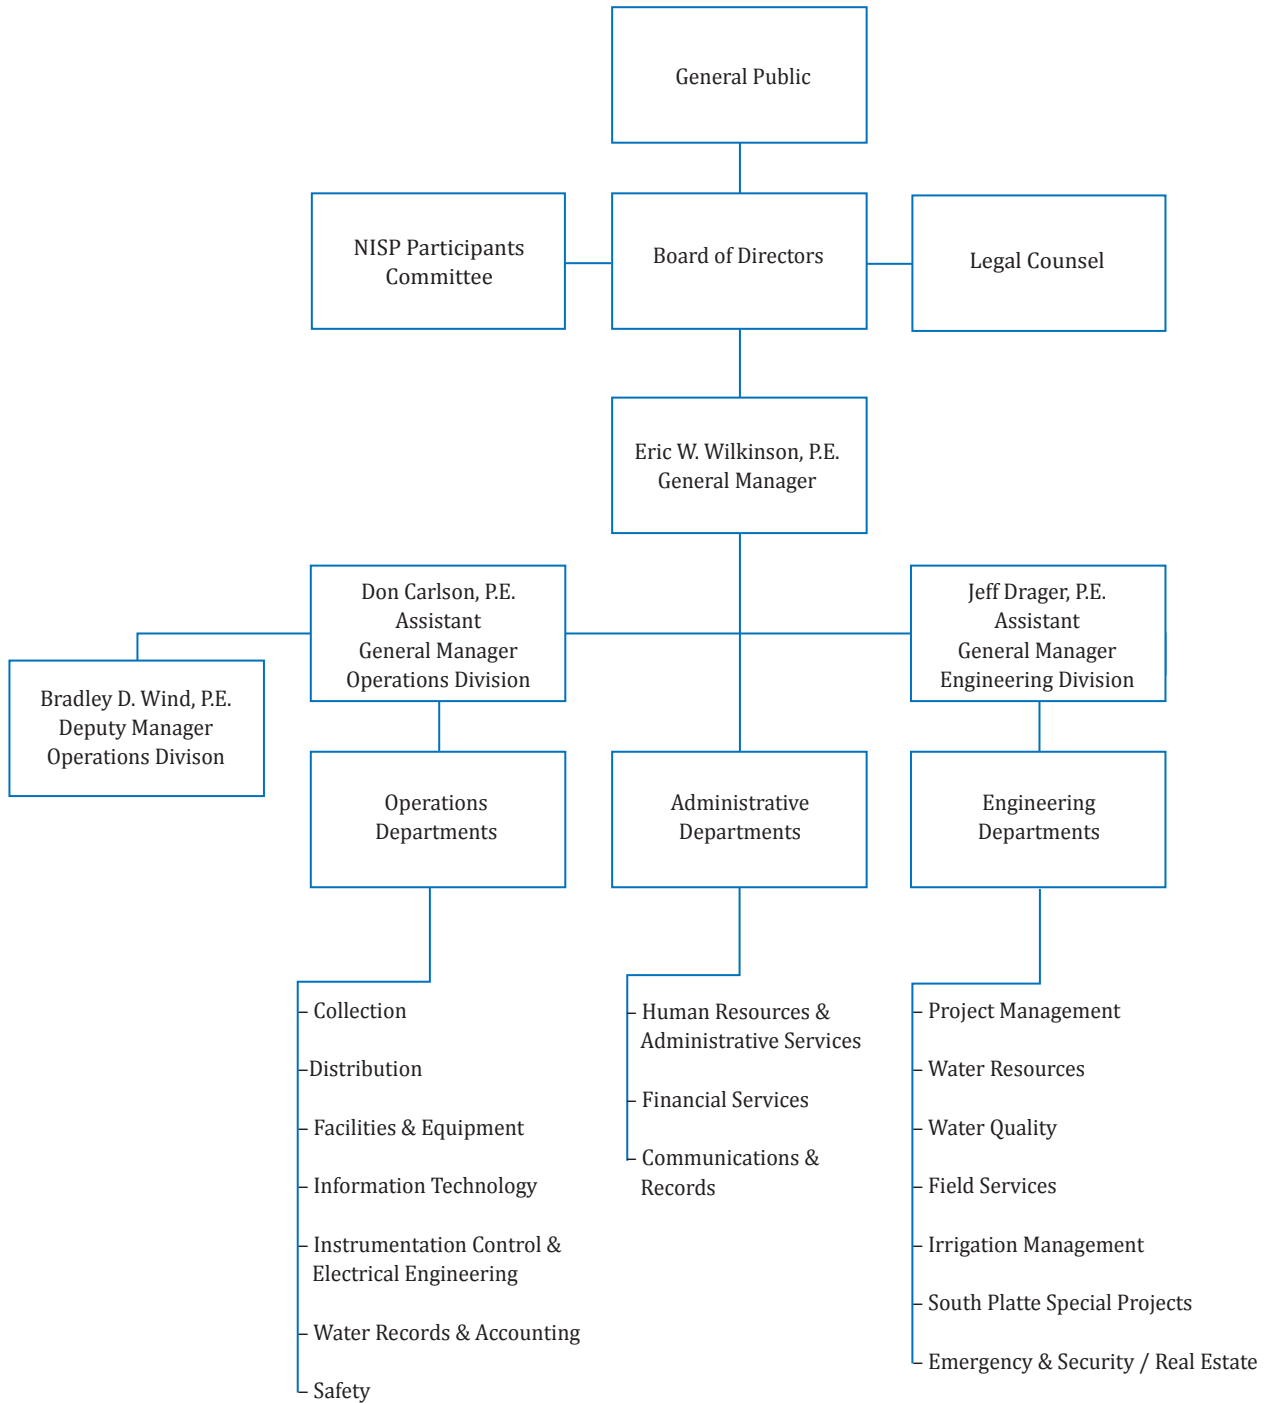 General Public
NISP Participants
Committee
Board of Directors
Legal Counsel
Eric W. Wilkinson, P.E.
General Manager
Don Carlson, P.E.
Assistant
General Manager
Operations Division
Jeff Drager, P.E.
Assistant
General Manager
Engineering Division
Bradley D. Wind, P.E.
Deputy Manager
Operations Divison
Operations
Departments
Administrative
Departments
Engineering
Departments
– Collection
–Distribution
– Facilities & Equipment
– Information Technology
– Instrumentation Control &
Electrical Engineering
– Water Records & Accounting
– Safety
– Human Resources &
Administrative Services
– Financial Services
– Communications &
Records
– Project Management
– Water Resources
– Water Quality
– Field Services
– Irrigation Management
– South Platte Special Projects
– Emergency & Security / Real Estate